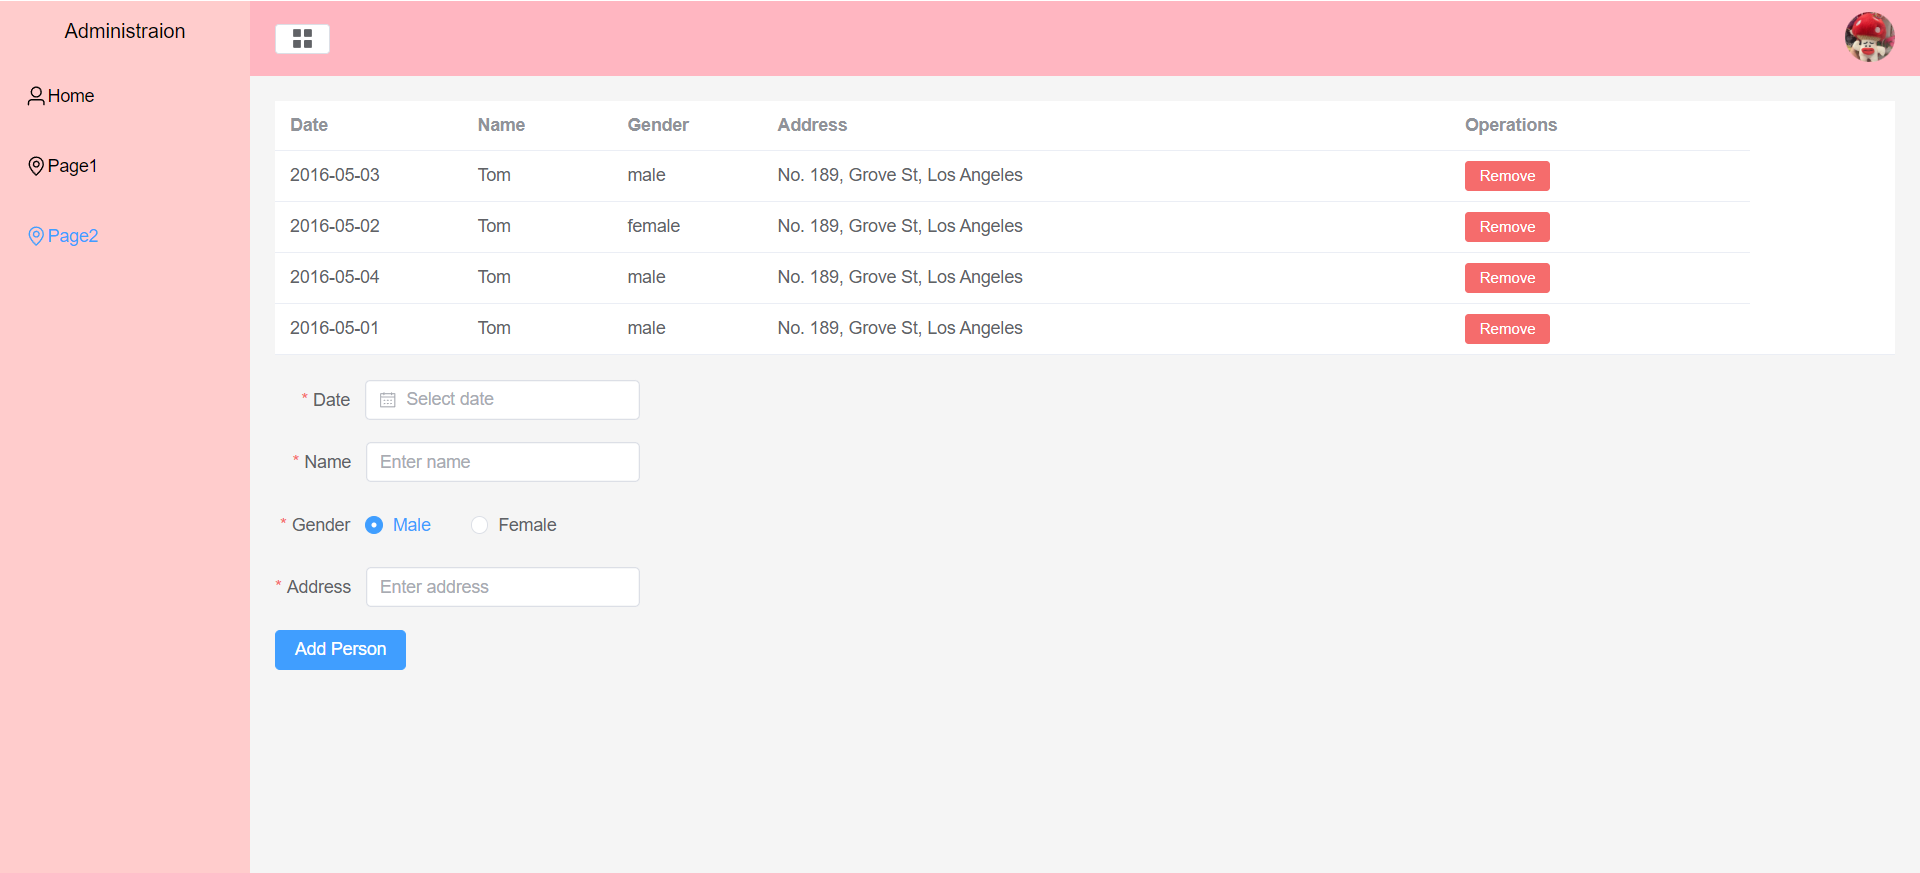 Administraion
Home
Page1
Page2
Date Name Gender Address Operations
2016-05-03 Tom male No. 189, Grove St, Los Angeles Remove
2016-05-02 Tom female No. 189, Grove St, Los Angeles Remove
2016-05-04 Tom male No. 189, Grove St, Los Angeles Remove
2016-05-01 Tom male No. 189, Grove St, Los Angeles Remove
* Date Select date
* Name Enter name
* Gender Male Female
* Address Enter address
Add Person